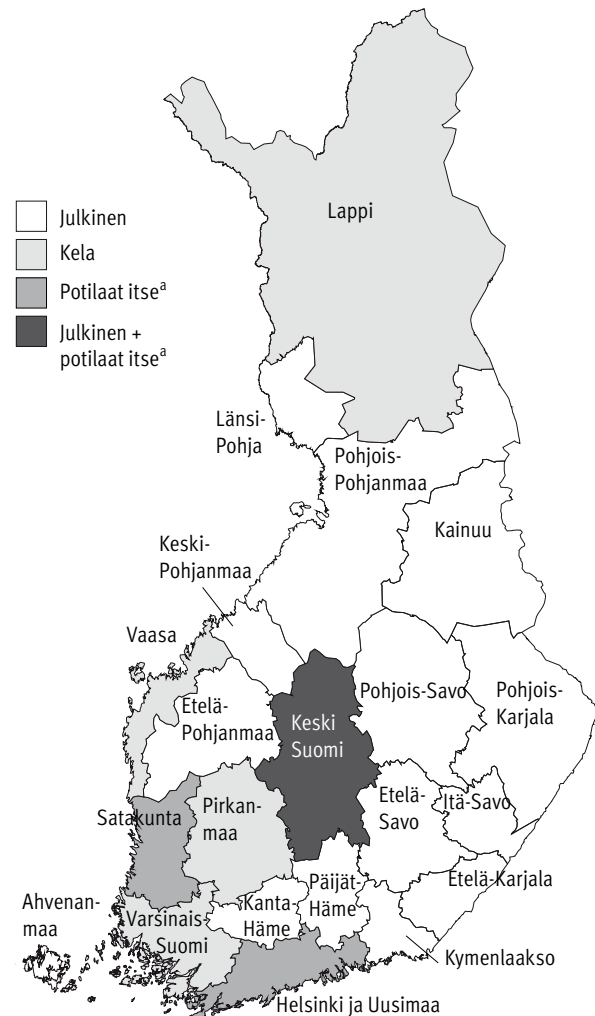 Julkinen
Kela
Potilaat itseᵃ
Julkinen +
potilaat itseᵃ
Lappi
Länsi-
Pohja
Pohjois-
Pohjanmaa
Kainuu
Keski-
Pohjanmaa
Vaasa
Etelä-
Pohjanmaa
Keski
Suomi
Pohjois-Savo
Pohjois-
Karjala
Satakunta
Pirkan-
maa
Etelä-
Savo
Itä-Savo
Etelä-Karjala
Ahvenan-
maa
Varsinais-
Suomi
Kanta-
Häme
Päijät-
Häme
Kymenlaakso
Helsinki ja Uusimaa